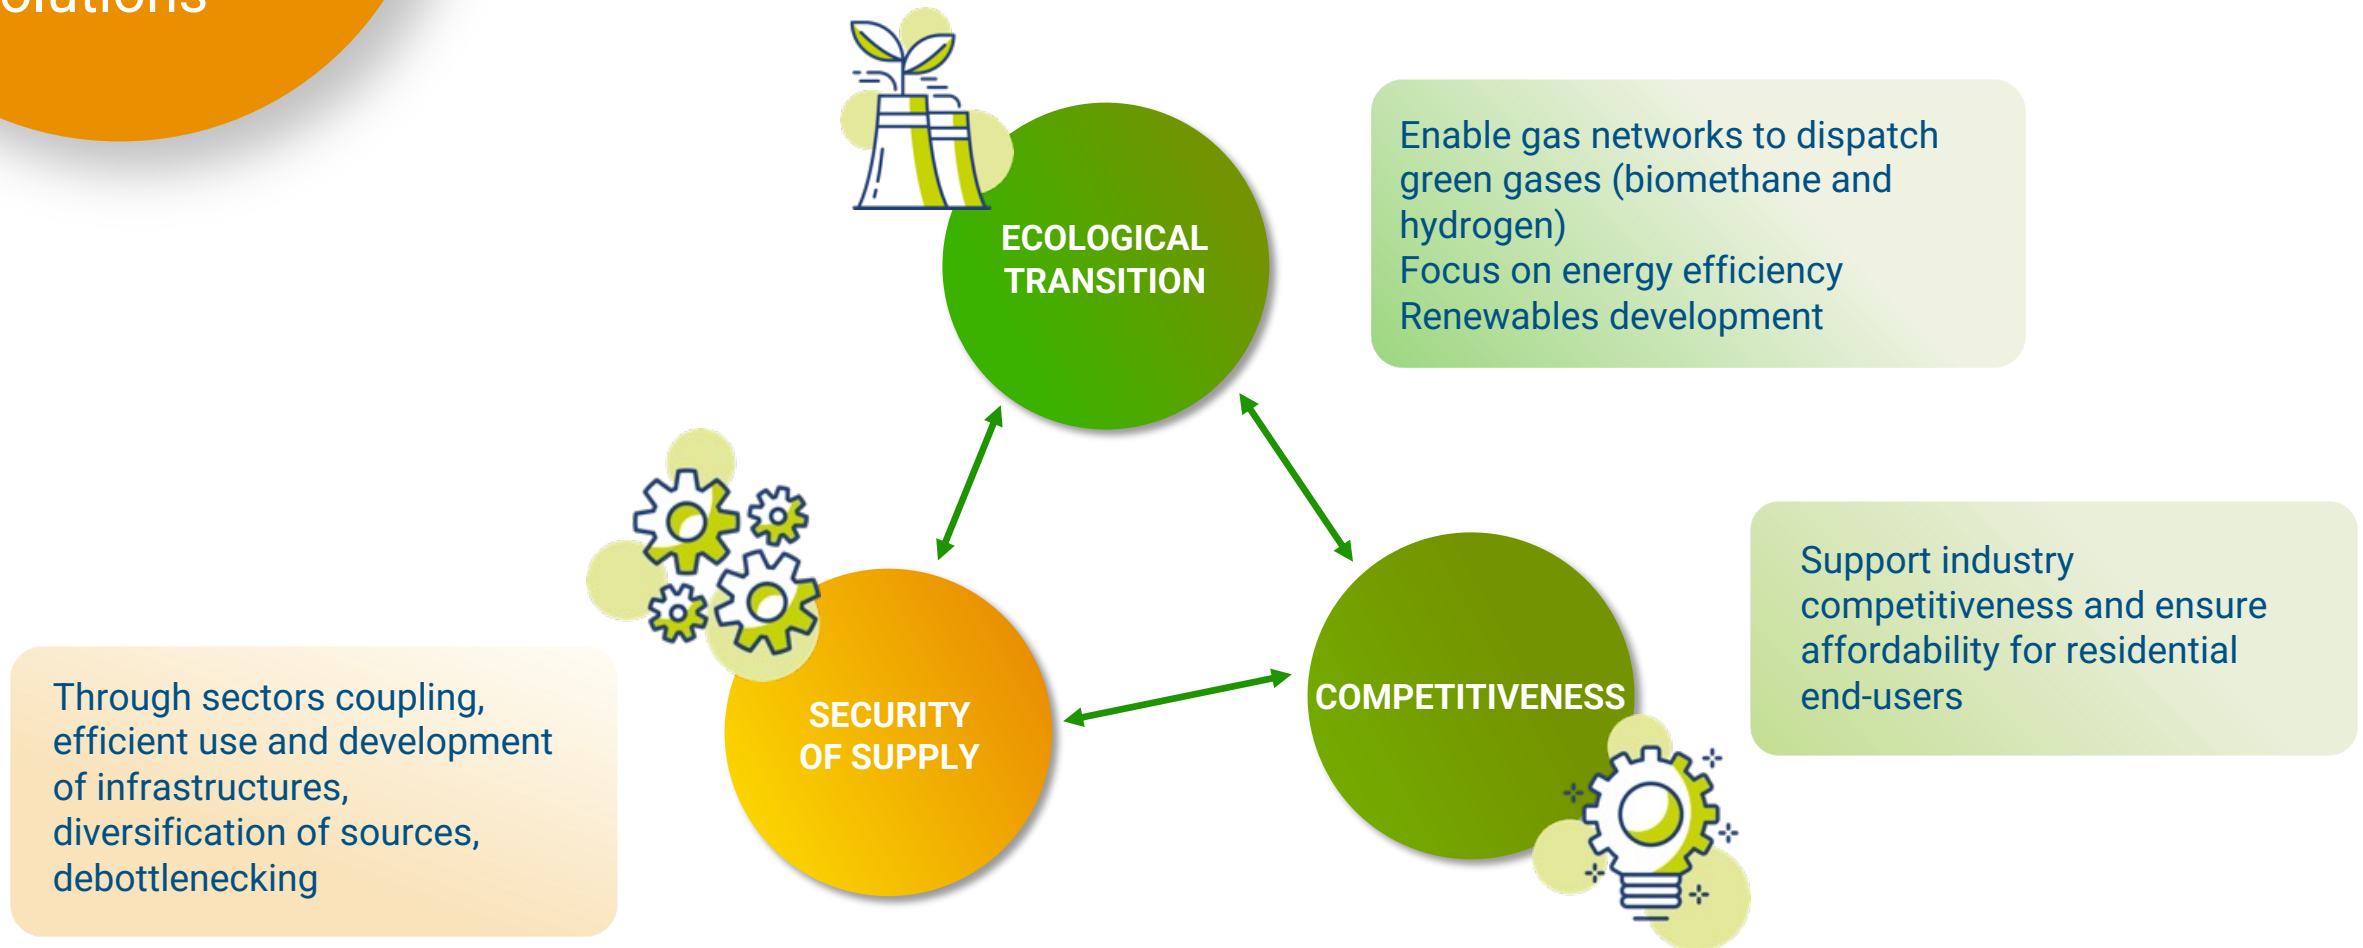 ECOLOGICAL
TRANSITION
Enable gas networks to dispatch
green gases (biomethane and
hydrogen)
Focus on energy efficiency
Renewables development
SECURITY
OF SUPPLY
Through sectors coupling,
efficient use and development
of infrastructures,
diversification of sources,
debottlenecking
COMPETITIVENESS
Support industry
competitiveness and ensure
affordability for residential
end-users